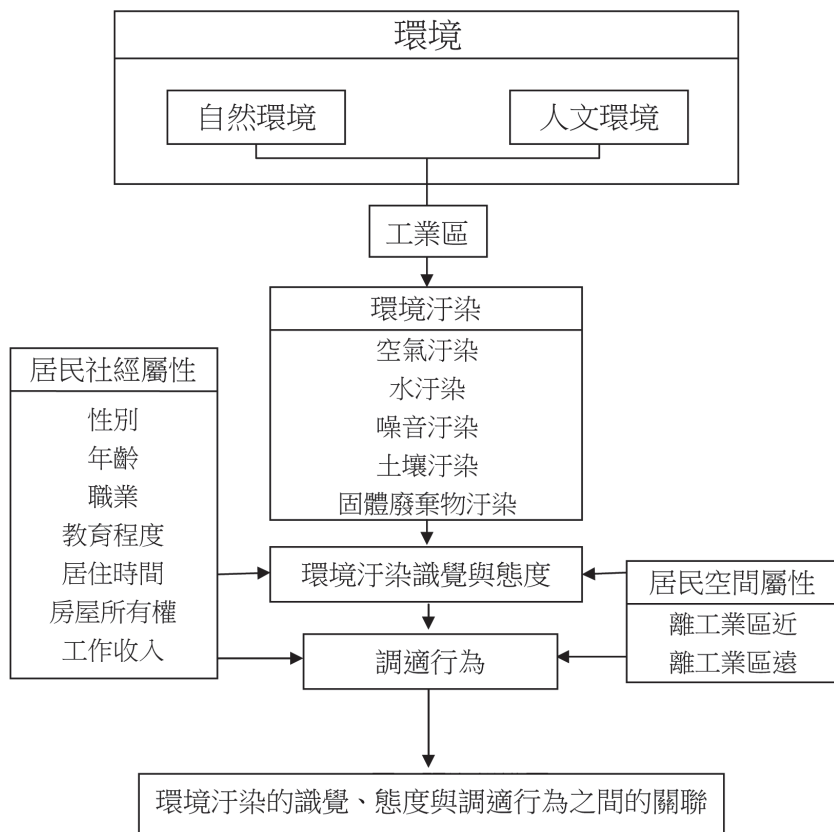 環境
自然環境
人文環境
工業區
環境汙染
空氣汙染
水汙染
噪音汙染
土壤汙染
固體廢棄物汙染
居民社經屬性
性別
年齡
職業
教育程度
居住時間
房屋所有權
工作收入
環境汙染識覺與態度
居民空間屬性
離工業區近
離工業區遠
調適行為
環境汙染的識覺、態度與調適行為之間的關聯